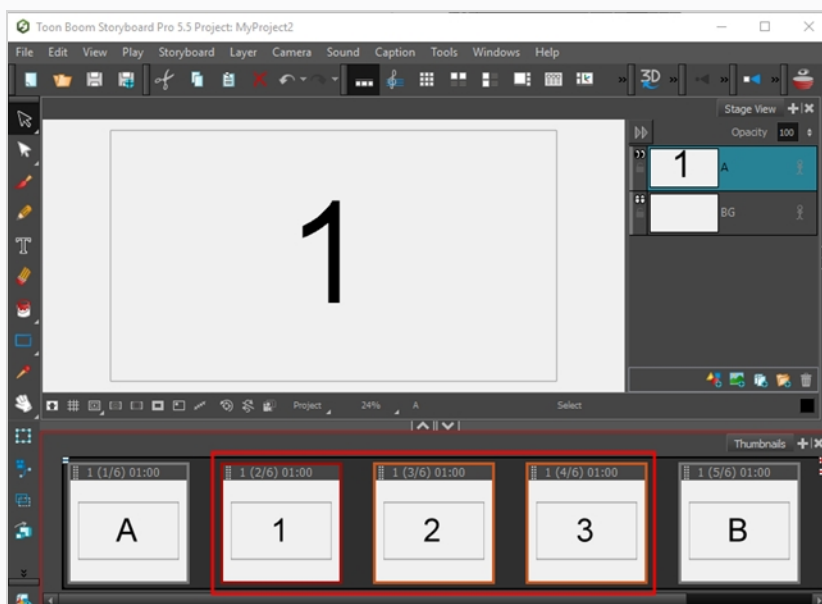 Toon Boom Storyboard Pro 5.5 Project: MyProject2
File Edit View Play Storyboard Layer Camera Sound Caption Tools Windows Help
3D
Stage View
Opacity 100
1 A
BG
1
T
Project 24% A Select
Thumbnails
1 (1/6) 01:00 1 (2/6) 01:00 1 (3/6) 01:00 1 (4/6) 01:00 1 (5/6) 01:00
A 1 2 3 B